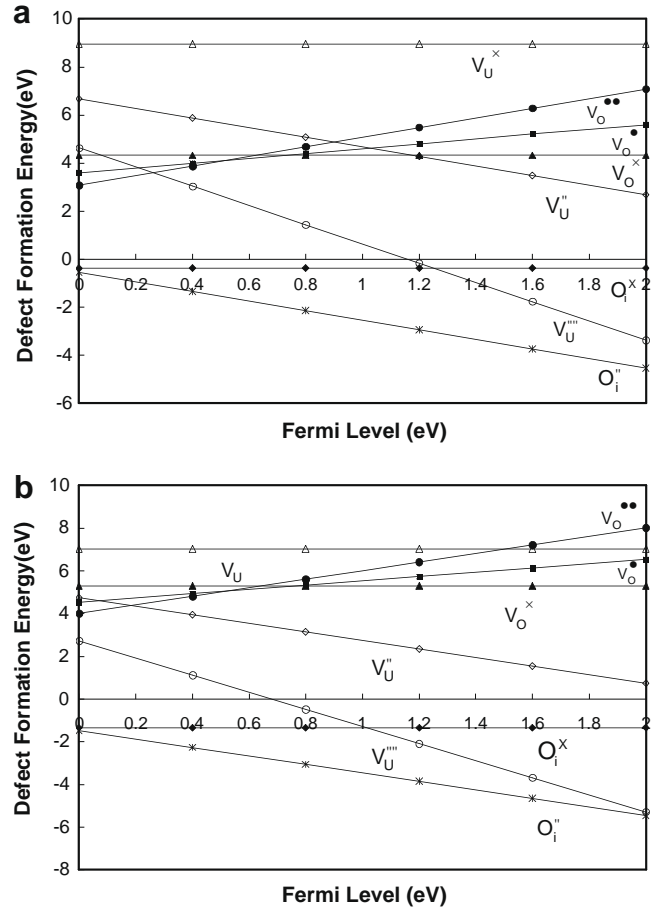 a
10
8
6
4
2
0
-2
-4
-6
0 0.2 0.4 0.6 0.8 1 1.2 1.4 1.6 1.8 2
Defect Formation Energy(eV)
Fermi Level (eV)
V_U^×
V_O^••
V_O^•
V_O^×
V_U^''
O_i^X
V_U^''''
O_i^''
b
10
8
6
4
2
0
-2
-4
-6
-8
0 0.2 0.4 0.6 0.8 1 1.2 1.4 1.6 1.8 2
Defect Formation Energy(eV)
Fermi Level (eV)
V_O^••
V_U
V_O^•
V_O^×
V_U^''
V_U^''''
O_i^X
O_i^''